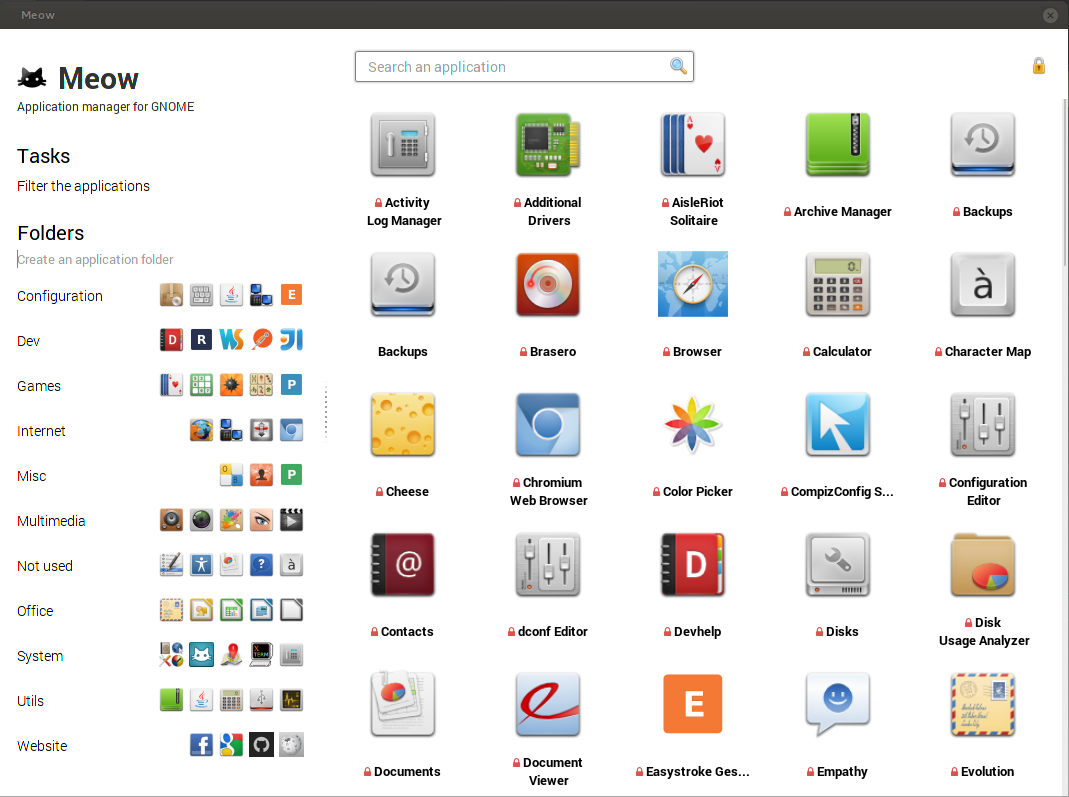 Meow
Meow
Application manager for GNOME
Tasks
Filter the applications
Folders
Create an application folder
Configuration
Dev
Games
Internet
Misc
Multimedia
Not used
Office
System
Utils
Website
Search an application
Activity
Log Manager
Additional
Drivers
AisleRiot
Solitaire
Archive Manager
Backups
Backups
Brasero
Browser
Calculator
Character Map
Cheese
Chromium
Web Browser
Color Picker
CompizConfig S...
Configuration
Editor
Contacts
dconf Editor
Devhelp
Disks
Disk
Usage Analyzer
Documents
Document
Viewer
Easystroke Ges...
Empathy
Evolution